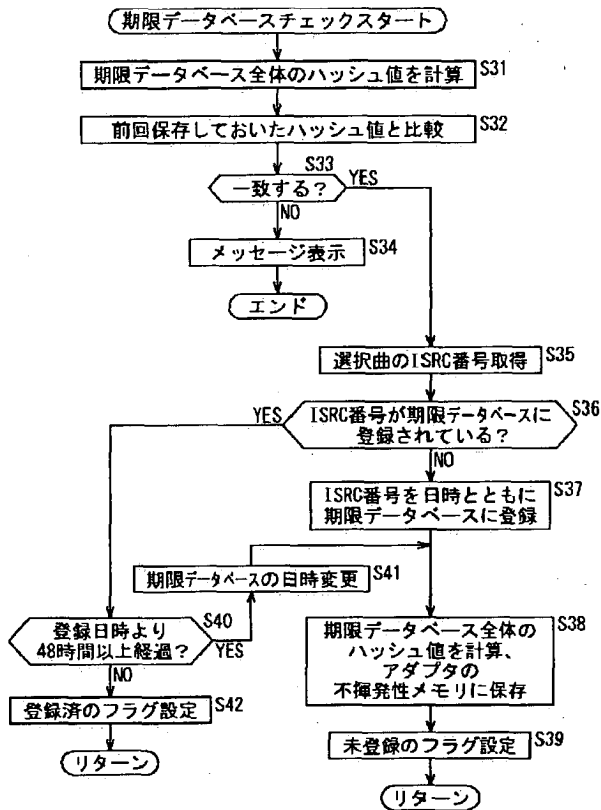 期限データベースチェックスタート
期限データベース全体のハッシュ値を計算 S31
前回保存しておいたハッシュ値と比較 S32
S33
一致する？ YES
NO
メッセージ表示 S34
エンド
選択曲のISRC番号取得 S35
YES ISRC番号が期限データベースに S36
登録されている？
NO
ISRC番号を日時とともに S37
期限データベースに登録
期限データベースの日時変更 S41
登録日時より S40
48時間以上経過？ YES
NO
登録済のフラグ設定 S42
リターン
期限データベース全体の S38
ハッシュ値を計算、
アダプタの
不揮発性メモリに保存
未登録のフラグ設定 S39
リターン